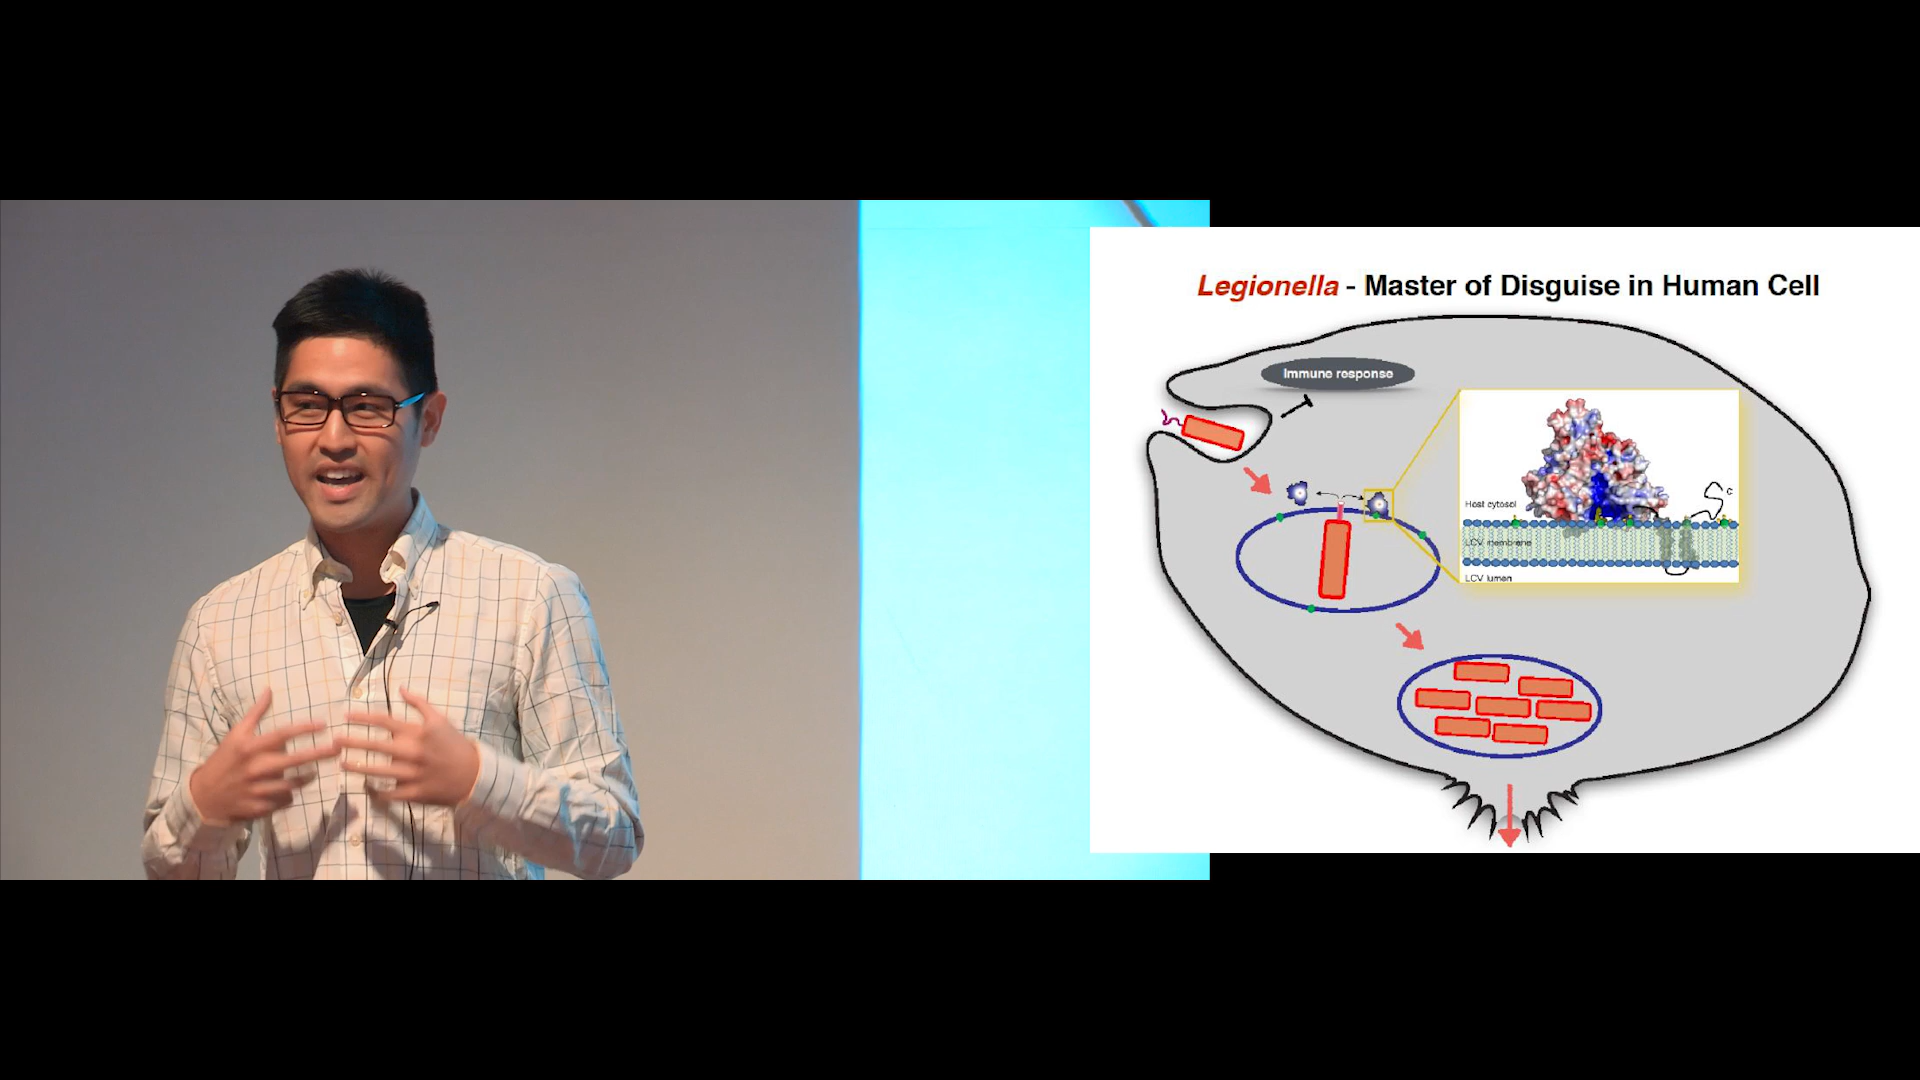 Legionella - Master of Disguise in Human Cell
Immune response
Host cytosol
C
LCV membrane
LCV lumen